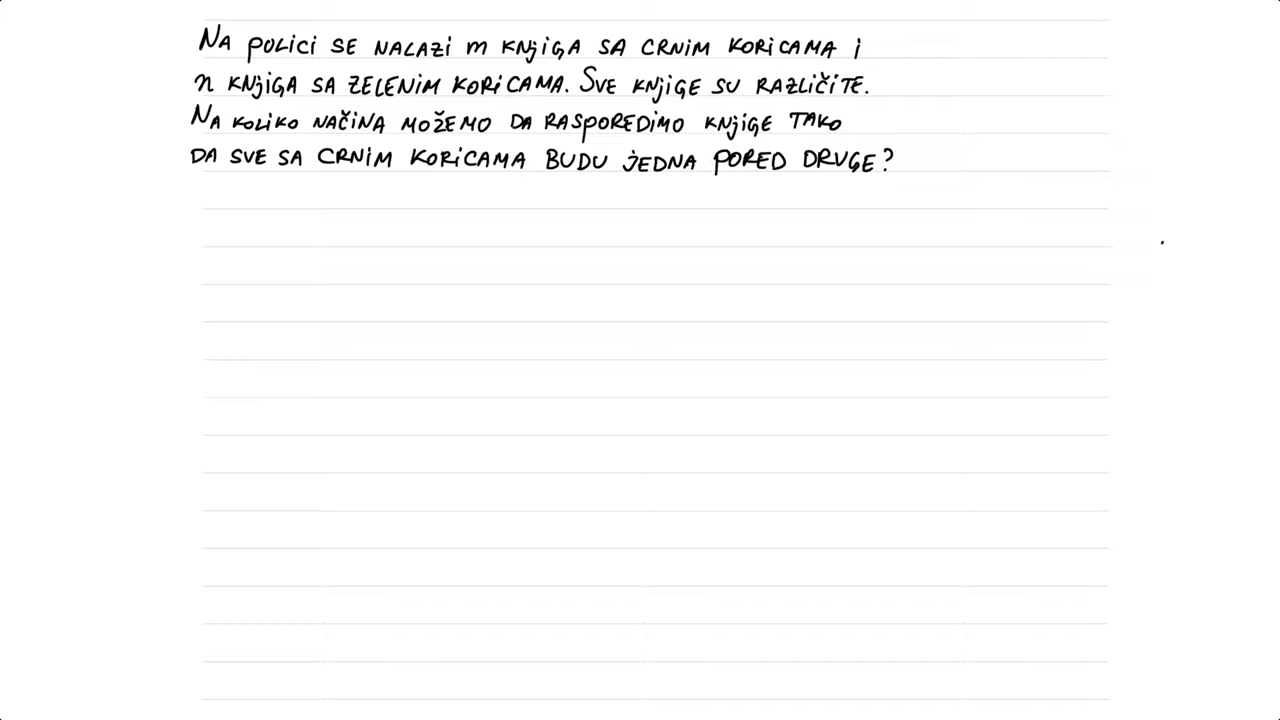 Na polici se nalazi m knjiga sa crnim koricama i
n knjiga sa zelenim koricama. Sve knjige su različite.
Na koliko načina možemo da rasporedimo knjige tako
da sve sa crnim koricama budu jedna pored druge?